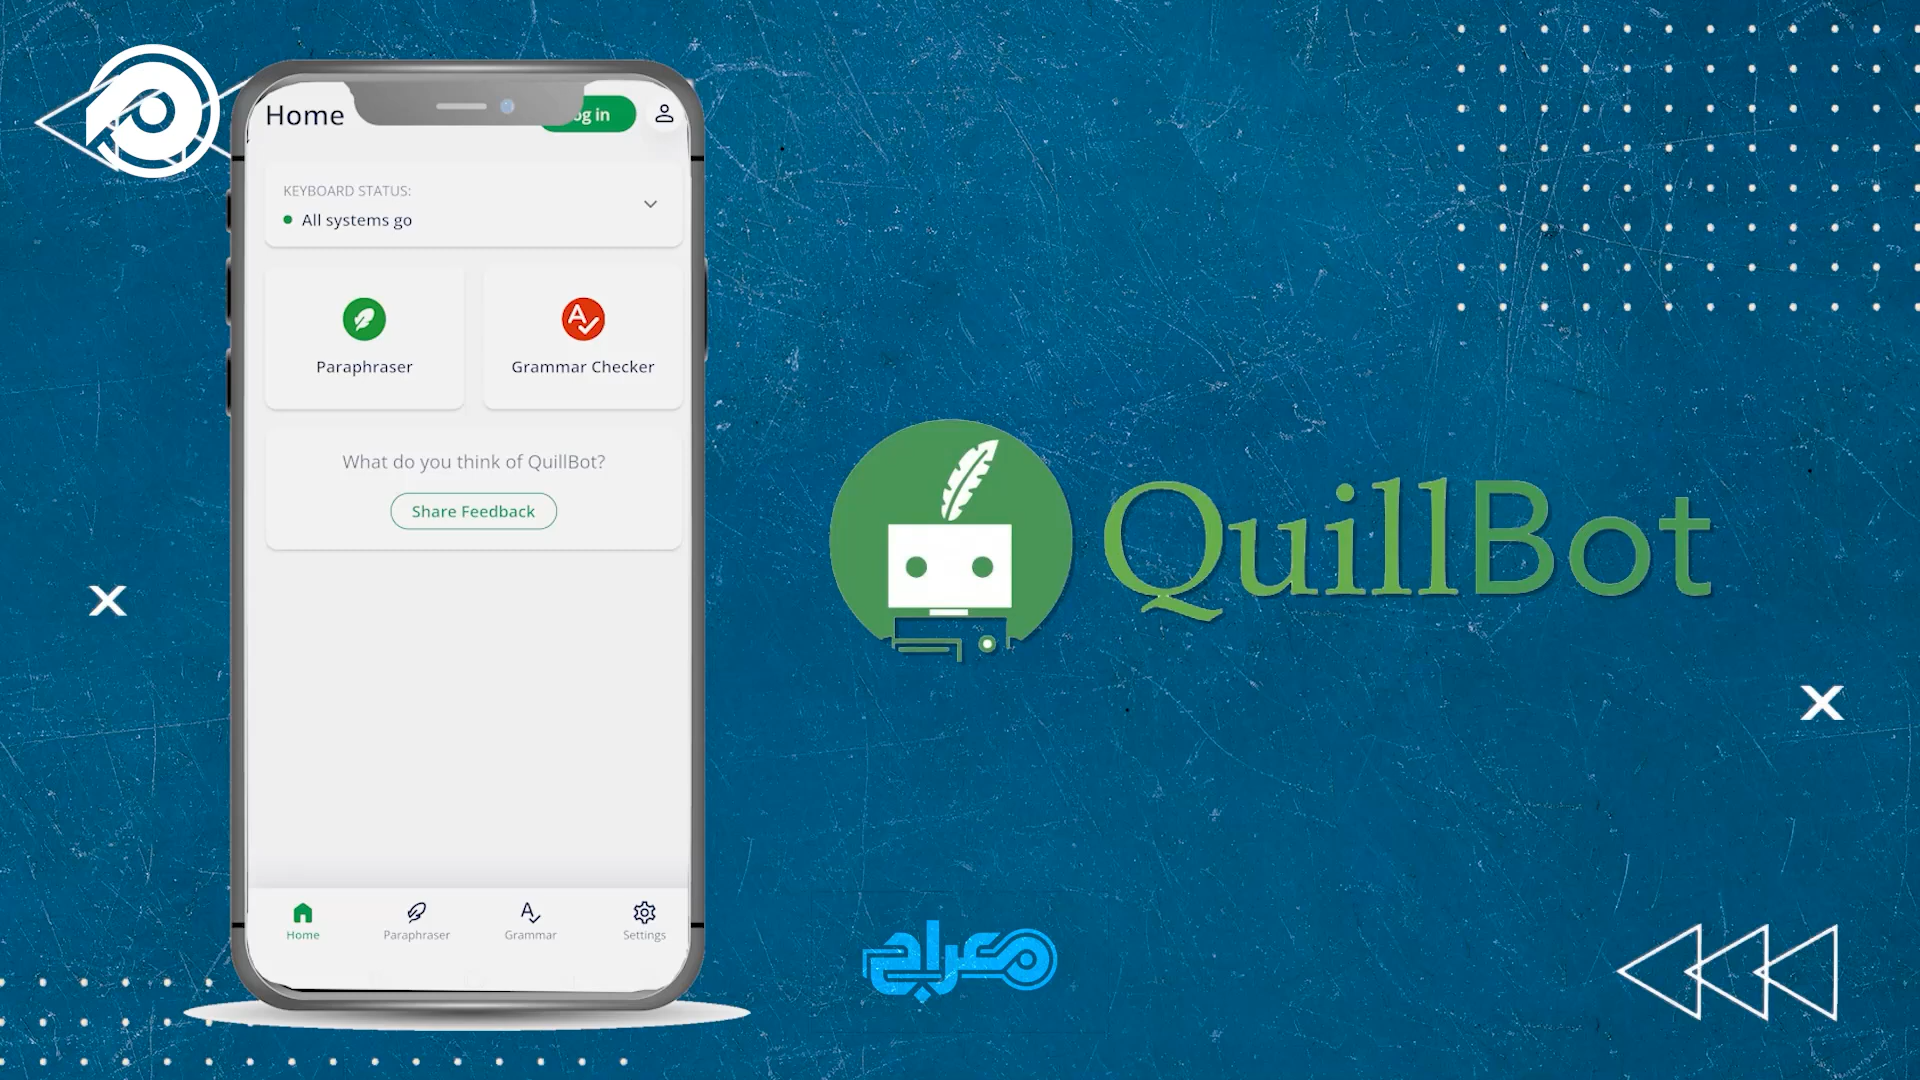 Home
og in
KEYBOARD STATUS:
All systems go
Paraphraser
Grammar Checker
What do you think of QuillBot?
Share Feedback
Home
Paraphraser
Grammar
Settings
QuillBot
معراج